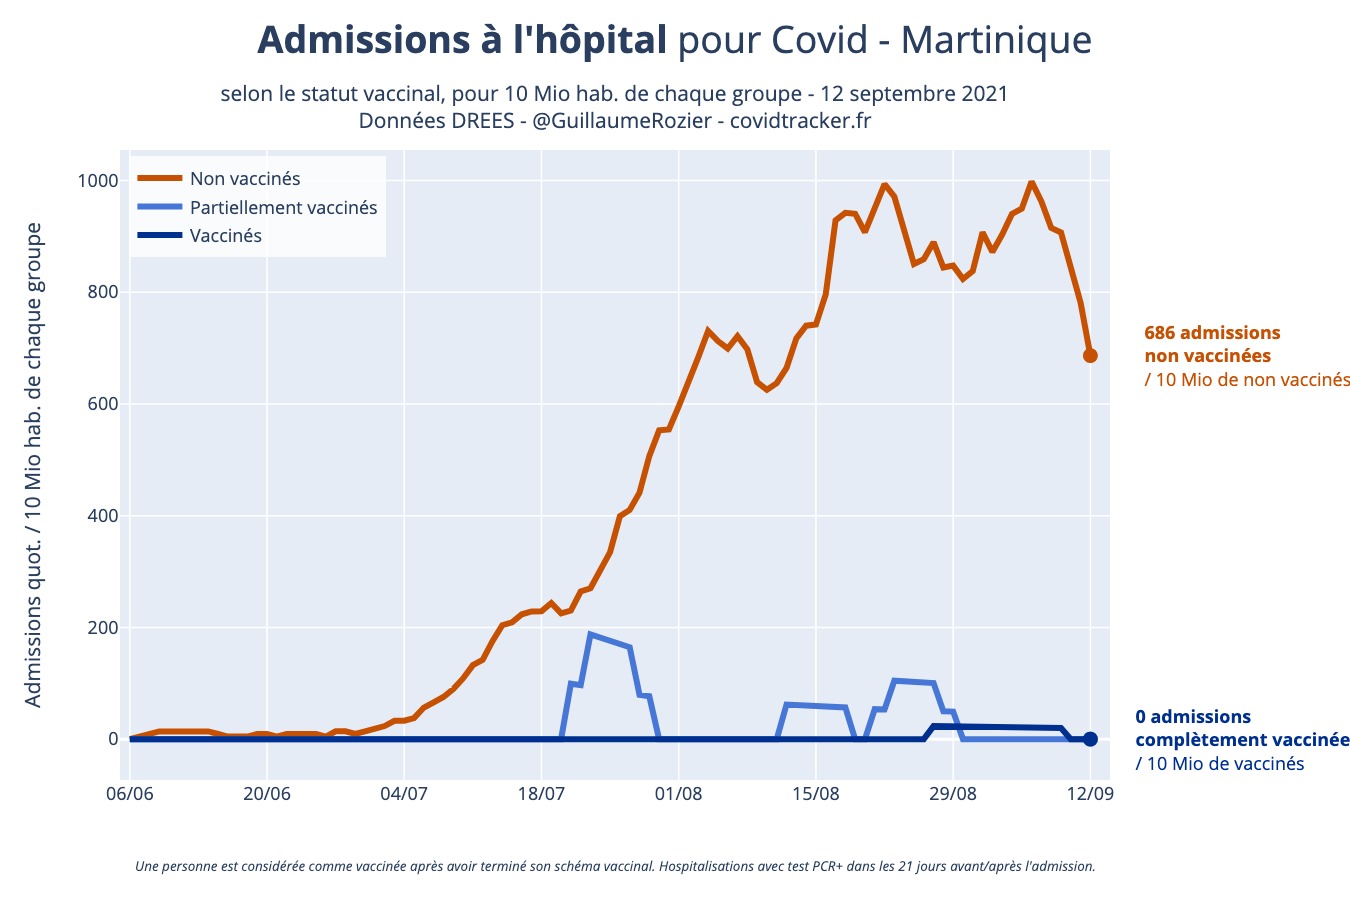 Admissions à l'hôpital pour Covid - Martinique
selon le statut vaccinal, pour 10 Mio hab. de chaque groupe - 12 septembre 2021
Données DREES - @GuillaumeRozier - covidtracker.fr
Non vaccinés
Partiellement vaccinés
Vaccinés
Admissions quot. / 10 Mio hab. de chaque groupe
1000
800
600
400
200
0
06/06 20/06 04/07 18/07 01/08 15/08 29/08 12/09
686 admissions
non vaccinées
/ 10 Mio de non vaccinés
0 admissions
complètement vaccinée
/ 10 Mio de vaccinés
Une personne est considérée comme vaccinée après avoir terminé son schéma vaccinal. Hospitalisations avec test PCR+ dans les 21 jours avant/après l'admission.